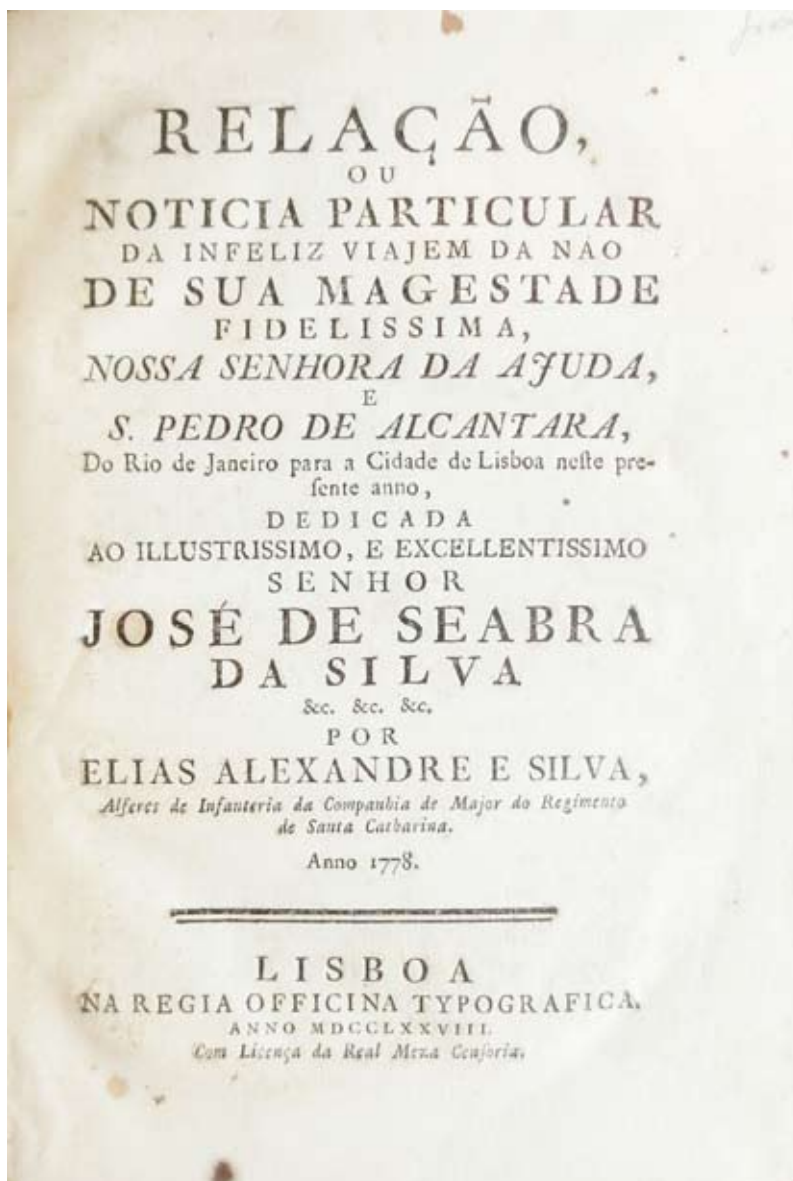 RELAÇÃO,
OU
NOTICIA PARTICULAR
DA INFELIZ VIAJEM DA NÁO
DE SUA MAGESTADE
FIDELISSIMA,
NOSSA SENHORA DA AJUDA,
E
S. PEDRO DE ALCANTARA,
Do Rio de Janeiro para a Cidade de Lisboa neſte pre-
ſente anno,
DEDICADA
AO ILLUSTRISSIMO, E EXCELLENTISSIMO
SENHOR
JOSÉ DE SEABRA
DA SILVA
&c. &c. &c.
POR
ELIAS ALEXANDRE E SILVA,
Alferes de Infanteria da Companhia de Major do Regimento
de Santa Catharina.
Anno 1778.
LISBOA
NA REGIA OFFICINA TYPOGRAFICA.
ANNO MDCCLXXVIII.
Com Licença da Real Meza Cenſoria.